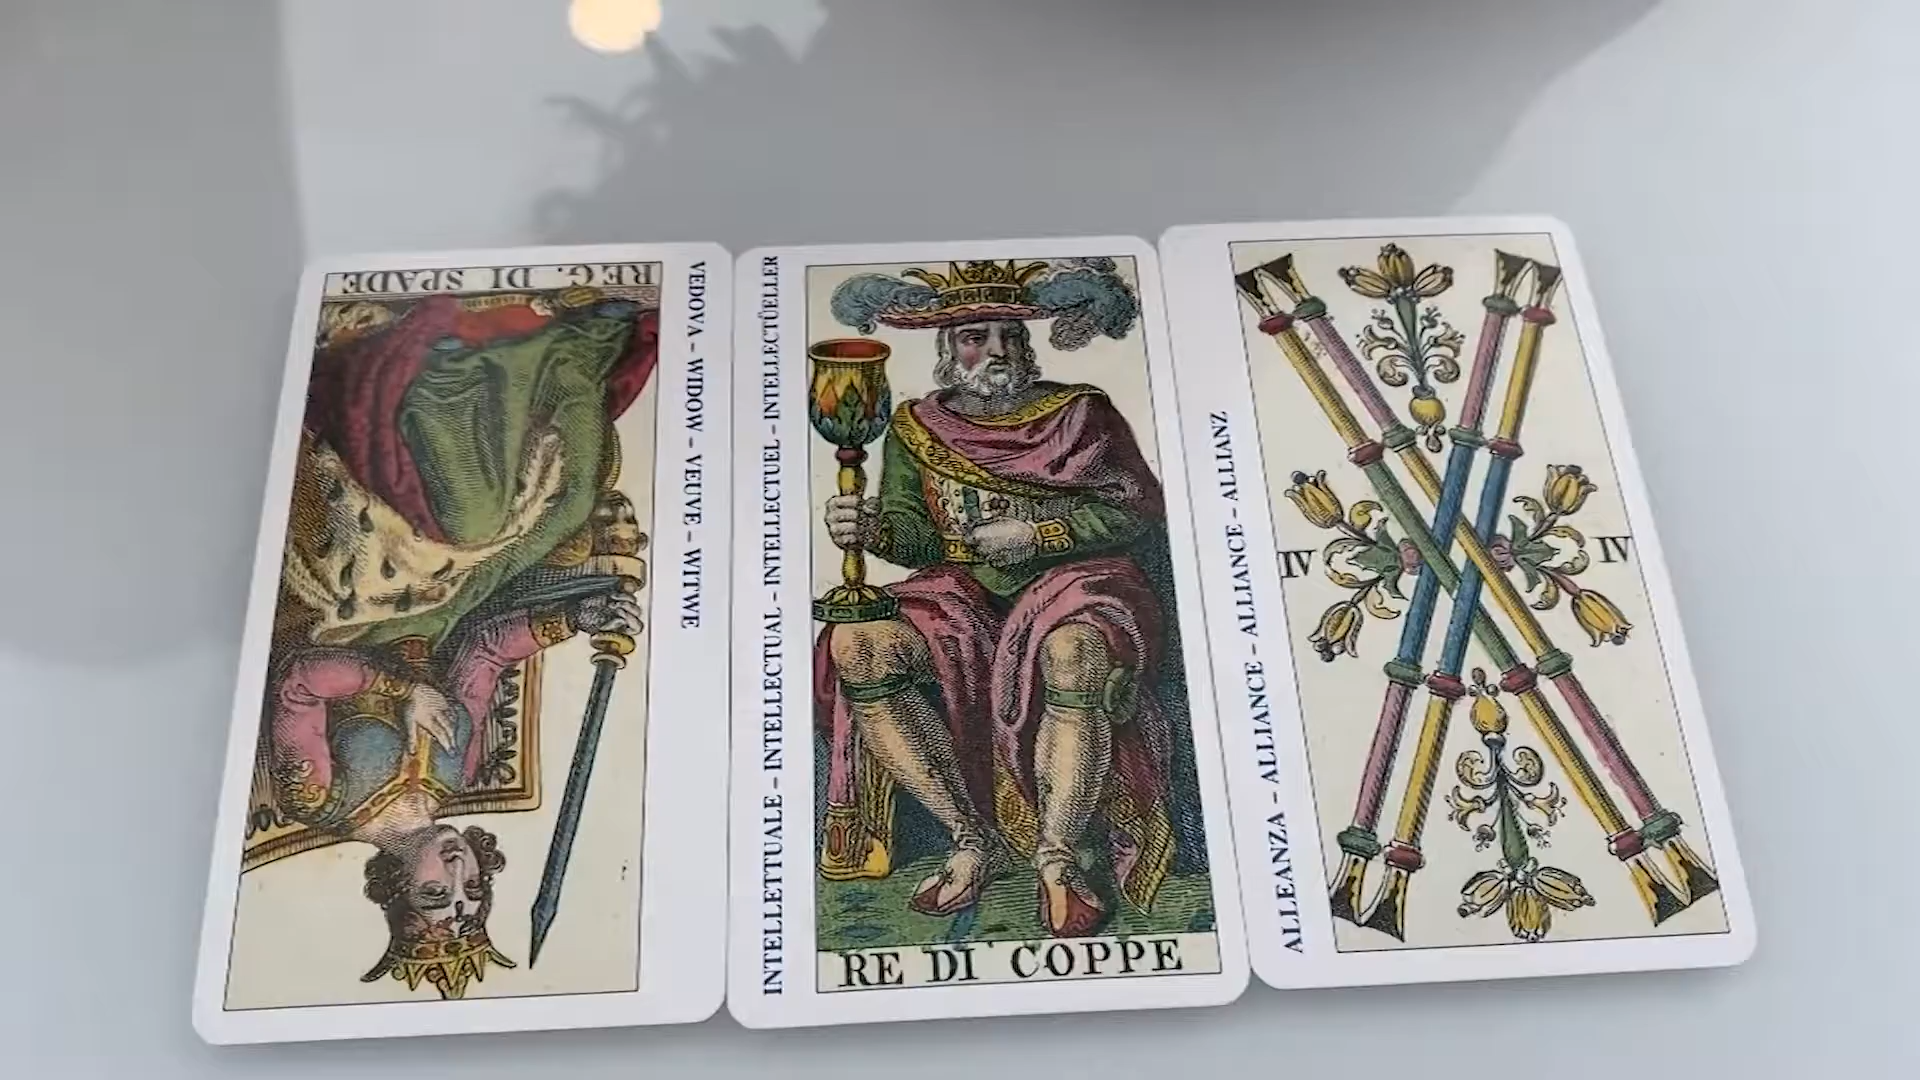 REG. DI SPADE
VEDOVA - WIDOW - VEUVE - WITWE
INTELLETTUALE - INTELLECTUAL - INTELLECTUEL - INTELLECTÜELLER
RE DI COPPE
ALLEANZA - ALLIANCE - ALLIANCE - ALLIANZ
IV
IV